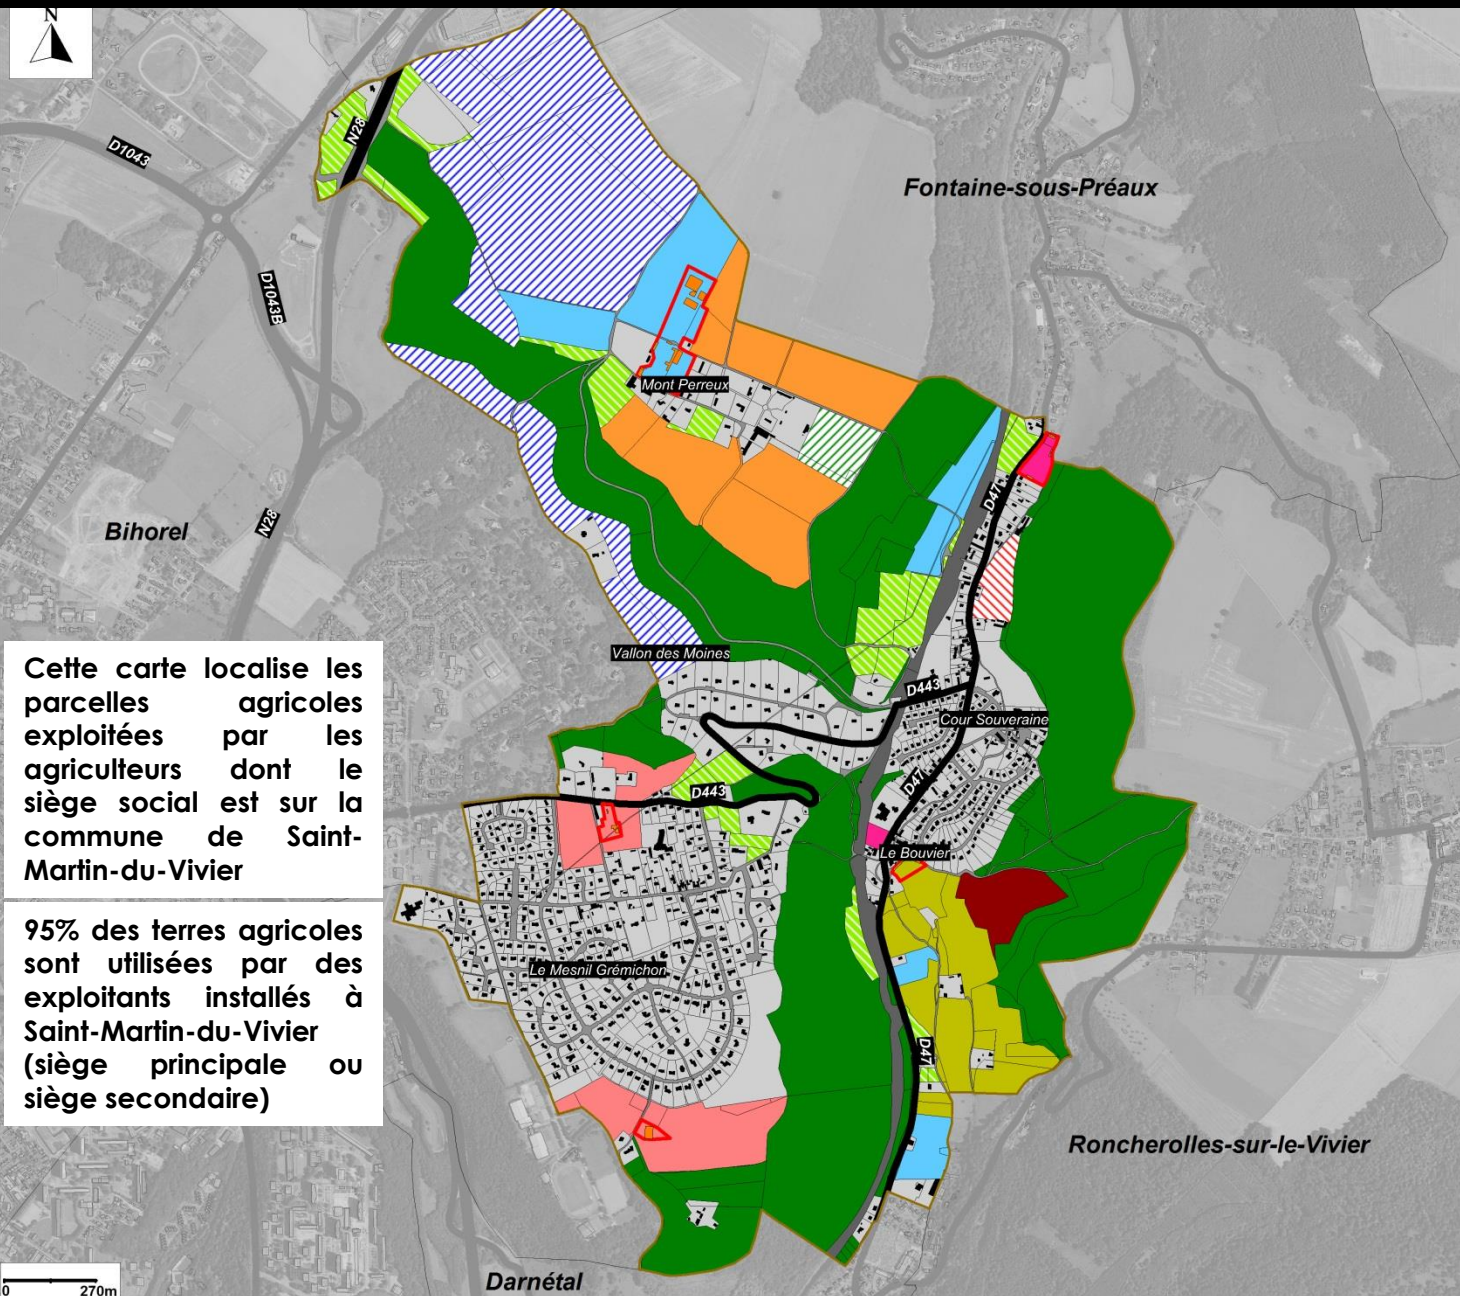 N
N28
D1043
Fontaine-sous-Préaux
D1043B
Mont Perreux
D47
N28
Bihorel
Vallon des Moines
D443
Cour Souveraine
Cette carte localise les
parcelles agricoles
exploitées par les
agriculteurs dont le
siège social est sur la
commune de Saint-
Martin-du-Vivier
D47
D443
Le Bouvier
95% des terres agricoles
sont utilisées par des
exploitants installés à
Saint-Martin-du-Vivier
(siège principale ou
siège secondaire)
Le Mesnil Grémichon
D47
Roncherolles-sur-le-Vivier
Darnétal
0 270m